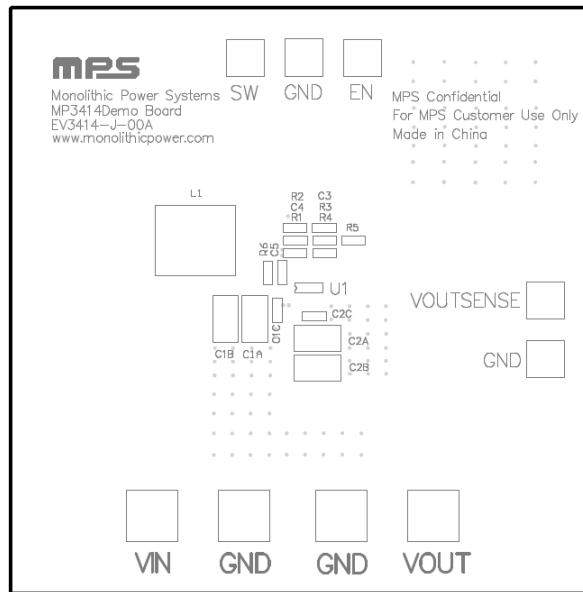 mps
Monolithic Power Systems
MP3414Demo Board
EV3414-J-00A
www.monolithicpower.com
SW GND EN
MPS Confidential
For MPS Customer Use Only
Made in China
L1
R2 C3
C4 R3
R1 R4
R5
R6 C5
U1
C2C
C1C
C2A
C2B
C1B C1A
VOUTSENSE
GND
VIN GND GND VOUT